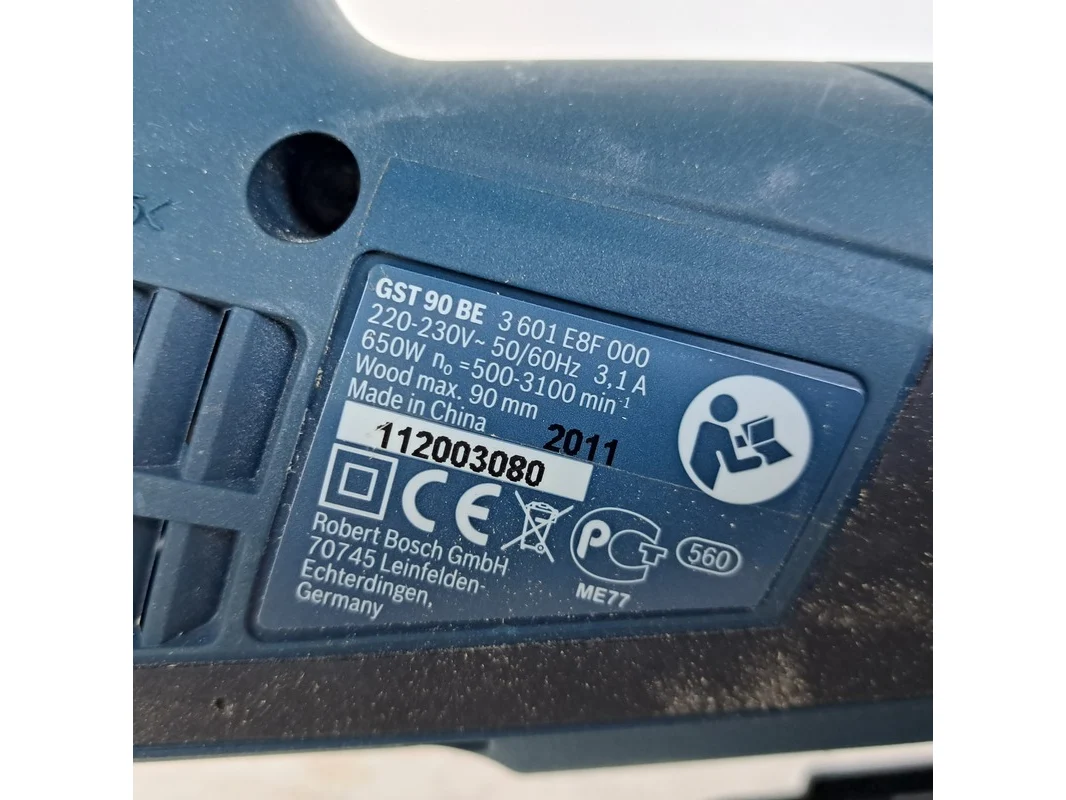 GST 90 BE 3 601 E8F 000
220-230V~ 50/60Hz 3,1 A
650W n₀ =500-3100 min⁻¹
Wood max. 90 mm
Made in China
2011
112003080
CE PCT 560
ME77
Robert Bosch GmbH
70745 Leinfelden-
Echterdingen,
Germany